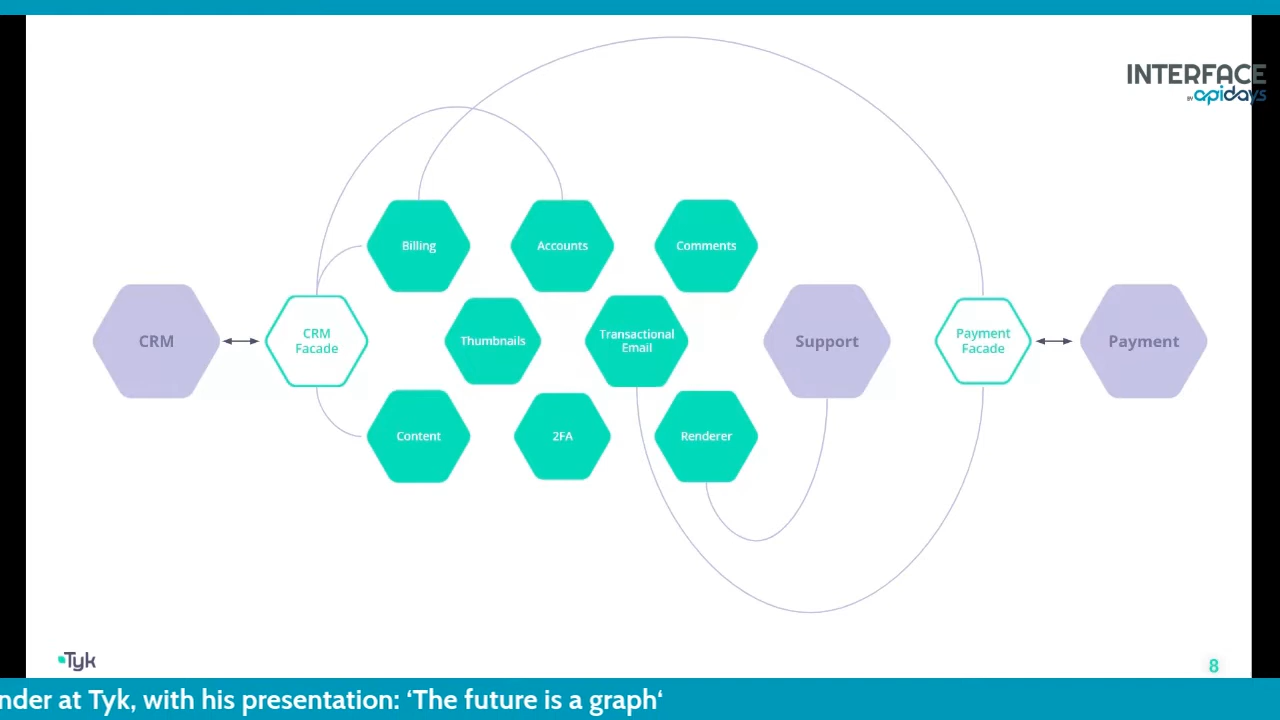 INTERFACE
BY apidays
Billing
Accounts
Comments
CRM
CRM
Facade
Thumbnails
Transactional
Email
Support
Payment
Facade
Payment
Content
2FA
Renderer
Tyk
8
nder at Tyk, with his presentation: ‘The future is a graph‘